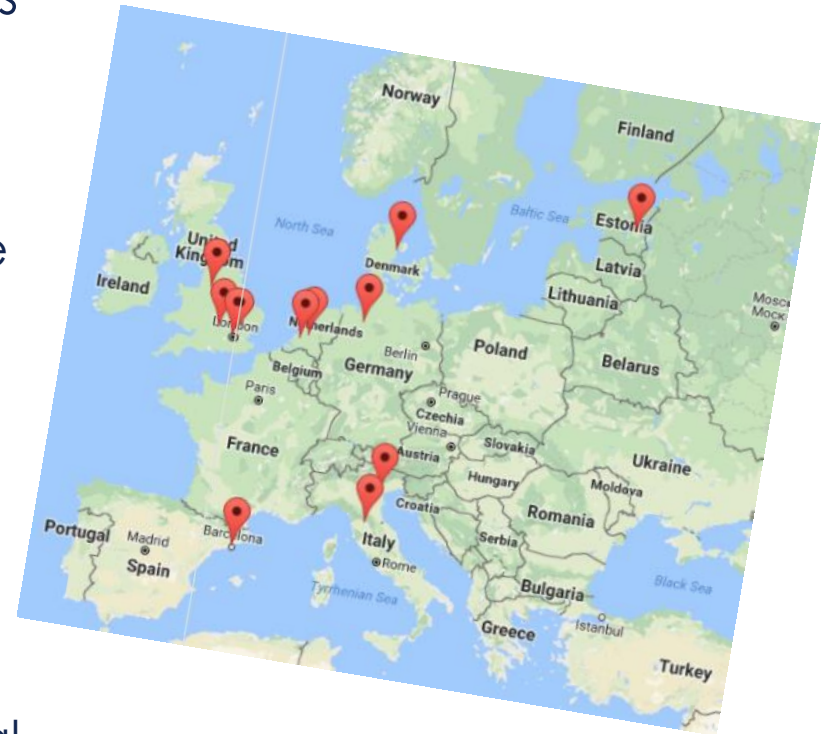 s
Norway
Finland
North Sea
Baltic Sea
Estonia
United
Kingdom
Denmark
Latvia
Ireland
Lithuania
London
Netherlands
Berlin
Poland
Belarus
Belgium
Germany
Paris
Prague
Czechia
Vienna
Slovakia
Austria
France
Ukraine
Hungary
Moldova
Croatia
Romania
Portugal
Madrid
Barcelona
Italy
Serbia
Spain
Rome
Bulgaria
Black Sea
Tyrrhenian Sea
Istanbul
Greece
Turkey